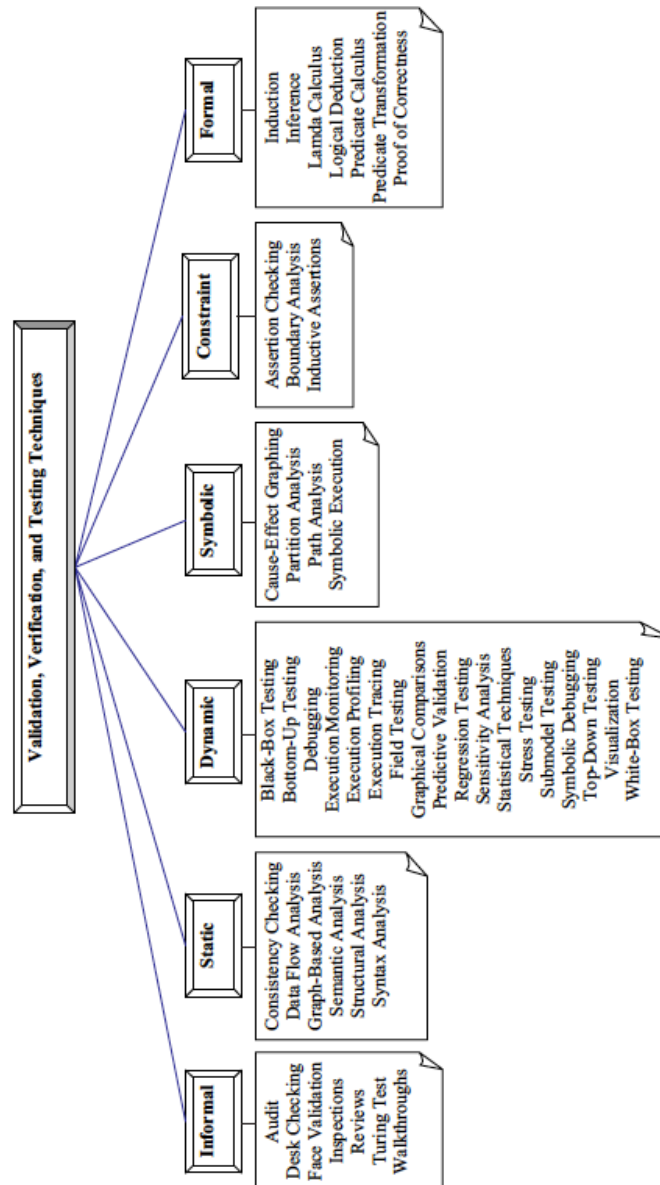 Validation, Verification, and Testing Techniques
Informal
Audit
Desk Checking
Face Validation
Inspections
Reviews
Turing Test
Walkthroughs
Static
Consistency Checking
Data Flow Analysis
Graph-Based Analysis
Semantic Analysis
Structural Analysis
Syntax Analysis
Dynamic
Black-Box Testing
Bottom-Up Testing
Debugging
Execution Monitoring
Execution Profiling
Execution Tracing
Field Testing
Graphical Comparisons
Predictive Validation
Regression Testing
Sensitivity Analysis
Statistical Techniques
Stress Testing
Submodel Testing
Symbolic Debugging
Top-Down Testing
Visualization
White-Box Testing
Symbolic
Cause-Effect Graphing
Partition Analysis
Path Analysis
Symbolic Execution
Constraint
Assertion Checking
Boundary Analysis
Inductive Assertions
Formal
Induction
Inference
Lamda Calculus
Logical Deduction
Predicate Calculus
Predicate Transformation
Proof of Correctness